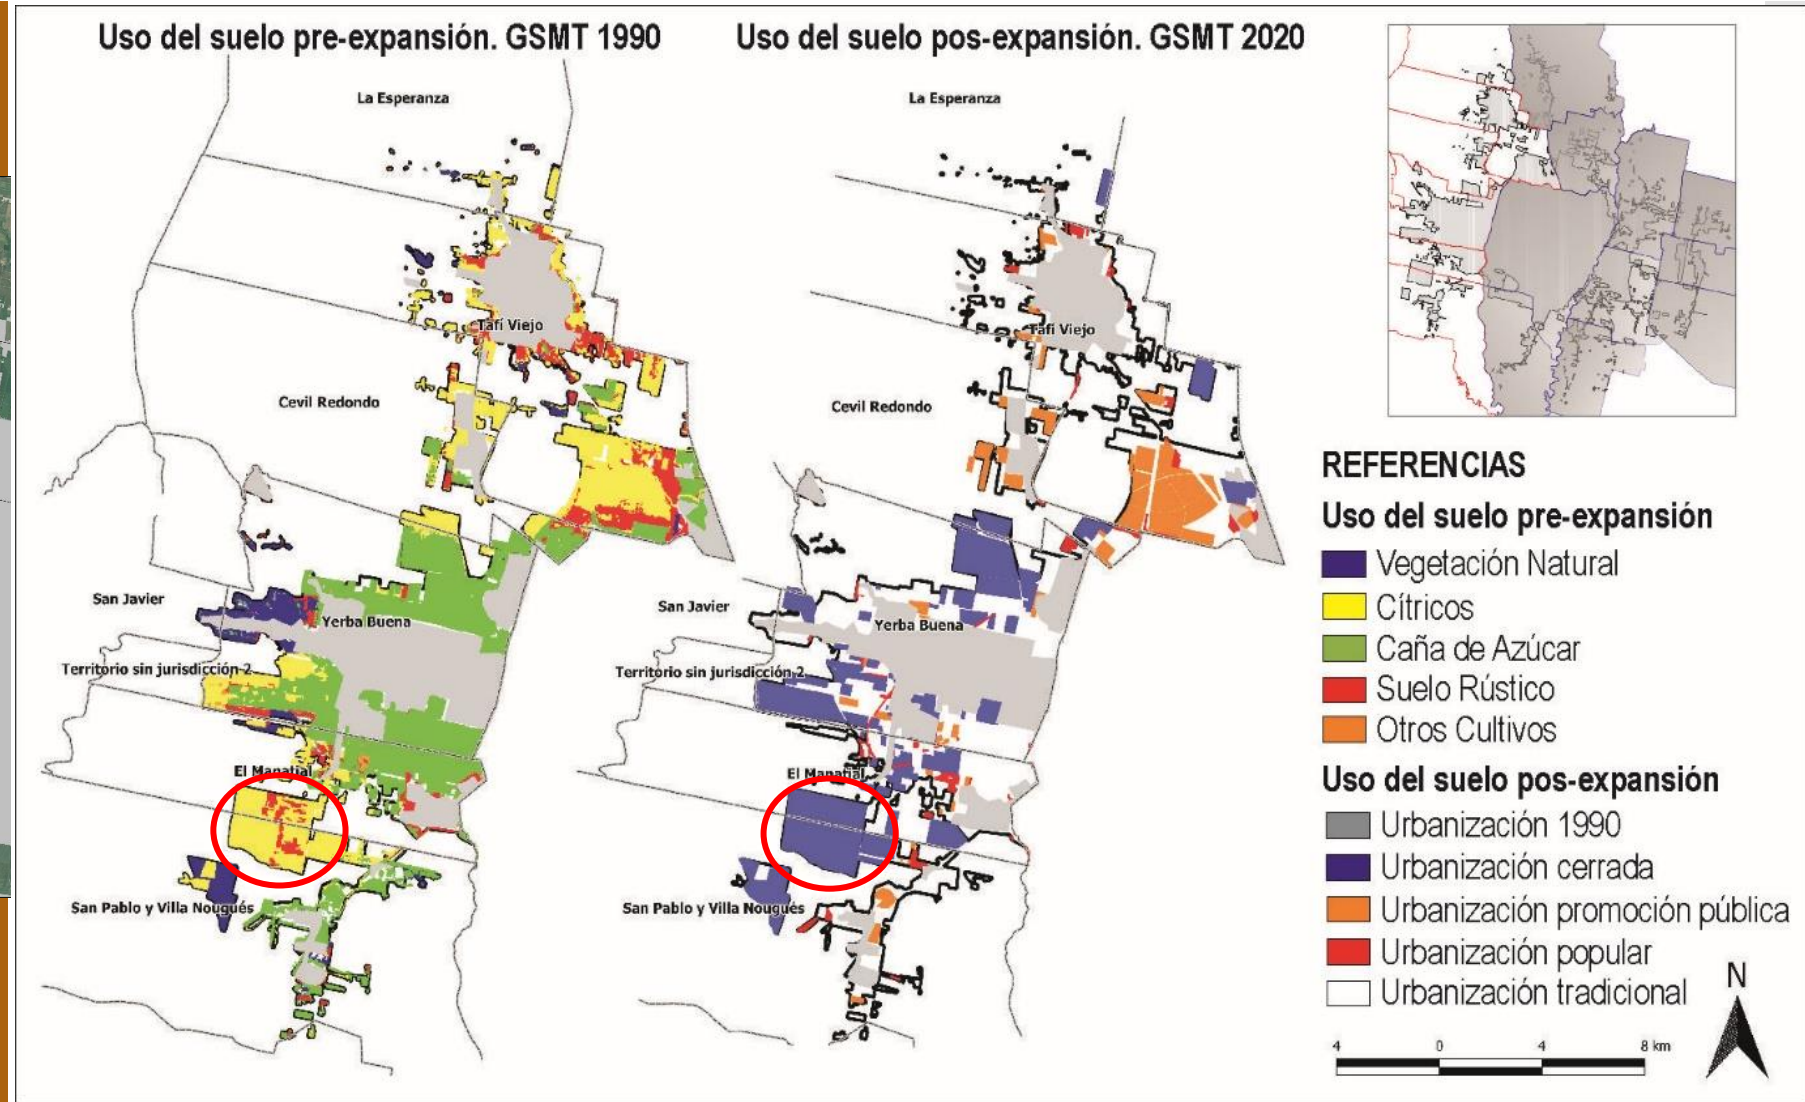 Uso del suelo pre-expansión. GSMT 1990
Uso del suelo pos-expansión. GSMT 2020
La Esperanza
Tafí Viejo
Cevil Redondo
San Javier
Yerba Buena
Territorio sin jurisdicción 2
El Manatial
San Pablo y Villa Nougués
La Esperanza
Tafí Viejo
Cevil Redondo
San Javier
Yerba Buena
Territorio sin jurisdicción 2
El Manatial
San Pablo y Villa Nougués
REFERENCIAS
Uso del suelo pre-expansión
Vegetación Natural
Cítricos
Caña de Azúcar
Suelo Rústico
Otros Cultivos
Uso del suelo pos-expansión
Urbanización 1990
Urbanización cerrada
Urbanización promoción pública
Urbanización popular
Urbanización tradicional
N
4 0 4 8 km